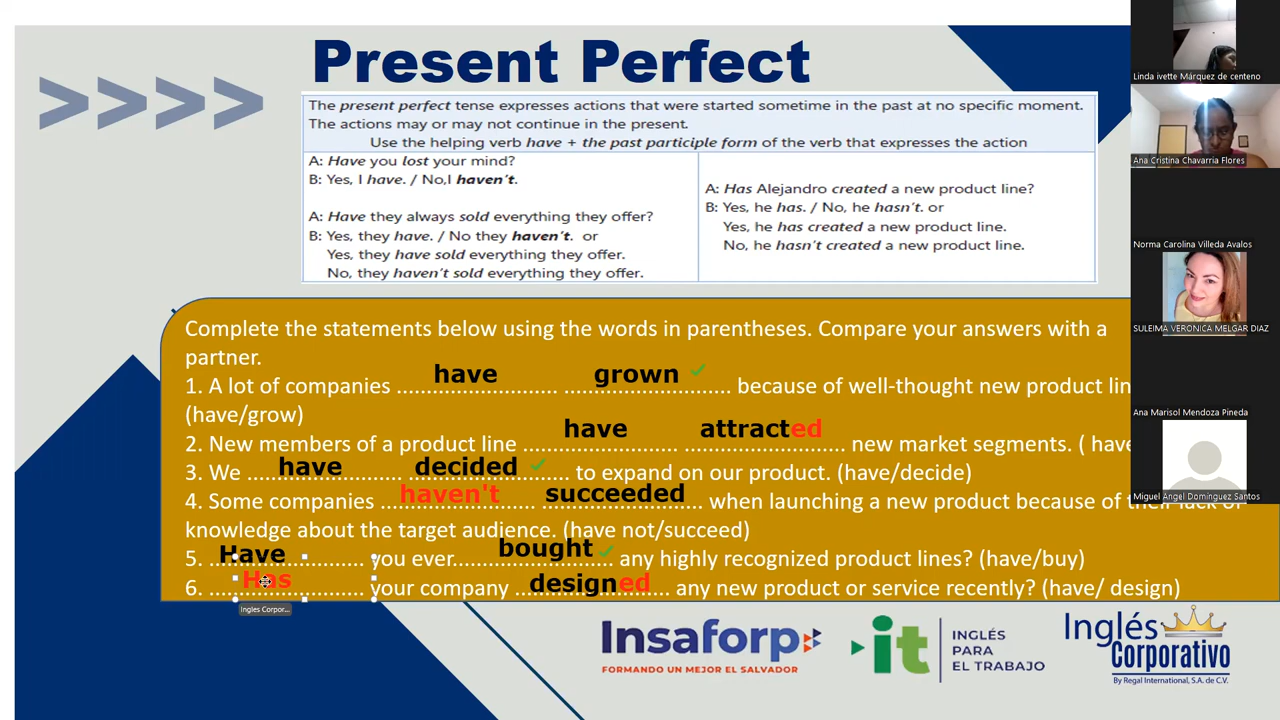 Present Perfect
The present perfect tense expresses actions that were started sometime in the past at no specific moment.
The actions may or may not continue in the present.
Use the helping verb have + the past participle form of the verb that expresses the action
A: Have you lost your mind?
B: Yes, I have. / No,I haven't.
A: Have they always sold everything they offer?
B: Yes, they have. / No they haven't. or
Yes, they have sold everything they offer.
No, they haven't sold everything they offer.
A: Has Alejandro created a new product line?
B: Yes, he has. / No, he hasn't. or
Yes, he has created a new product line.
No, he hasn't created a new product line.
Complete the statements below using the words in parentheses. Compare your answers with a
partner.
1. A lot of companies have grown because of well-thought new product lin
(have/grow)
2. New members of a product line have attracted new market segments. ( have
3. We have decided to expand on our product. (have/decide)
4. Some companies haven't succeeded when launching a new product because of their lack of
knowledge about the target audience. (have not/succeed)
5. Have you ever bought any highly recognized product lines? (have/buy)
6. Has your company designed any new product or service recently? (have/ design)
Ingles Corpor...
Insaforp
FORMANDO UN MEJOR EL SALVADOR
it
INGLÉS
PARA
EL TRABAJO
Inglés
Corporativo
By Regal International, S.A. de C.V.
Linda ivette Márquez de centeno
Ana Cristina Chavarria Flores
Norma Carolina Villeda Avalos
SULEIMA VERONICA MELGAR DIAZ
Ana Marisol Mendoza Pineda
Miguel Angel Domínguez Santos